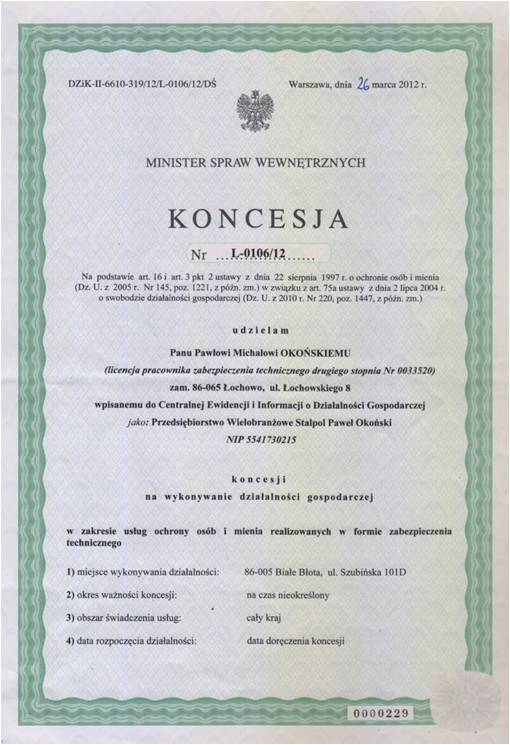 DZiK-II-6610-319/12/L-0106/12/DŚ
Warszawa, dnia 26 marca 2012 r.
MINISTER SPRAW WEWNĘTRZNYCH
KONCESJA
Nr ....L-0106/12......
Na podstawie art. 16 i art. 3 pkt 2 ustawy z dnia 22 sierpnia 1997 r. o ochronie osób i mienia
(Dz. U. z 2005 r. Nr 145, poz. 1221, z późn. zm.) w związku z art. 75a ustawy z dnia 2 lipca 2004 r.
o swobodzie działalności gospodarczej (Dz. U. z 2010 r. Nr 220, poz. 1447, z późn. zm.)
udzielam
Panu Pawłowi Michałowi OKOŃSKIEMU
(licencja pracownika zabezpieczenia technicznego drugiego stopnia Nr 0033520)
zam. 86-065 Łochowo, ul. Łochowskiego 8
wpisanemu do Centralnej Ewidencji i Informacji o Działalności Gospodarczej
jako: Przedsiębiorstwo Wielobranżowe Stalpol Paweł Okoński
NIP 5541730215
koncesji
na wykonywanie działalności gospodarczej
w zakresie usług ochrony osób i mienia realizowanych w formie zabezpieczenia
technicznego
1) miejsce wykonywania działalności: 86-005 Białe Błota, ul. Szubińska 101D
2) okres ważności koncesji: na czas nieokreślony
3) obszar świadczenia usług: cały kraj
4) data rozpoczęcia działalności: data doręczenia koncesji
0000229